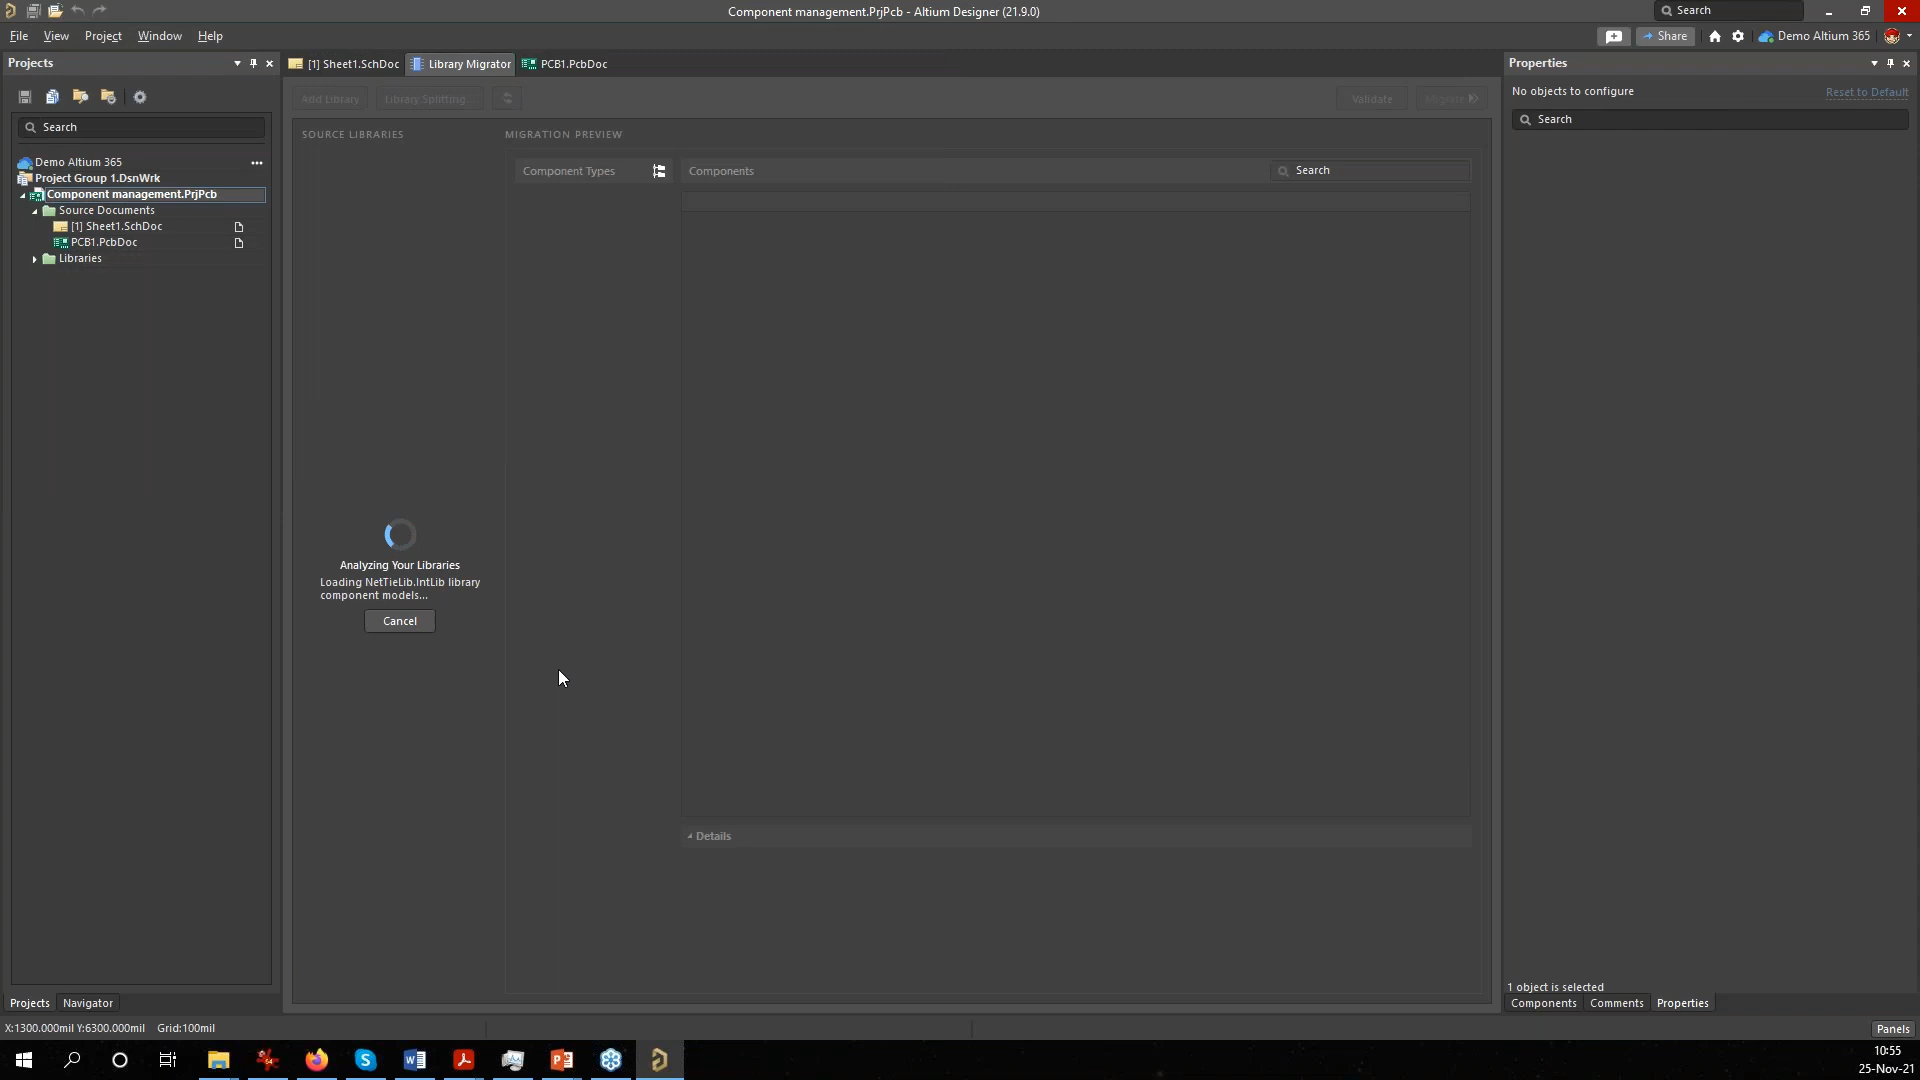 Component management.PrjPcb - Altium Designer (21.9.0)
Search
File
View
Project
Window
Help
Share
Demo Altium 365
Projects
[1] Sheet1.SchDoc
Library Migrator
PCB1.PcbDoc
Properties
Add Library
Library Splitting...
Validate
Migrate
No objects to configure
Reset to Default
Search
Search
SOURCE LIBRARIES
MIGRATION PREVIEW
Component Types
Components
Search
Demo Altium 365
Project Group 1.DsnWrk
Component management.PrjPcb
Source Documents
[1] Sheet1.SchDoc
PCB1.PcbDoc
Libraries
Analyzing Your Libraries
Loading NetTieLib.IntLib library
component models...
Cancel
Details
1 object is selected
Projects
Navigator
Components
Comments
Properties
X:1300.000mil Y:6300.000mil
Grid:100mil
Panels
10:55
25-Nov-21